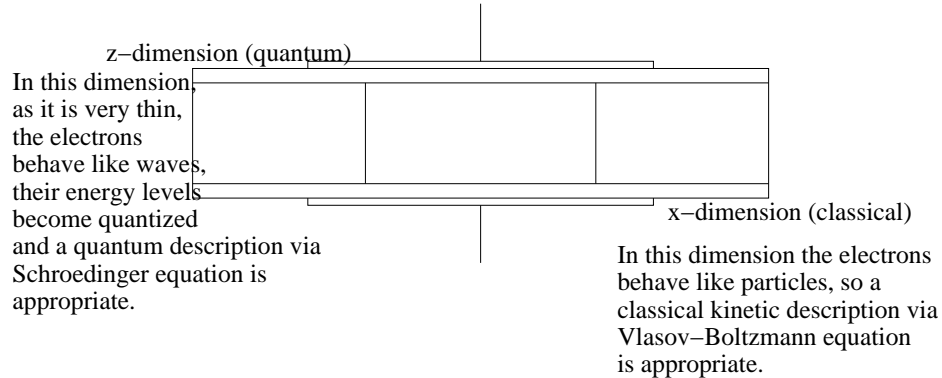 z−dimension (quantum)
In this dimension,
as it is very thin,
the electrons
behave like waves,
their energy levels
become quantized
and a quantum description via
Schroedinger equation is
appropriate.
x−dimension (classical)
In this dimension the electrons
behave like particles, so a
classical kinetic description via
Vlasov−Boltzmann equation
is appropriate.